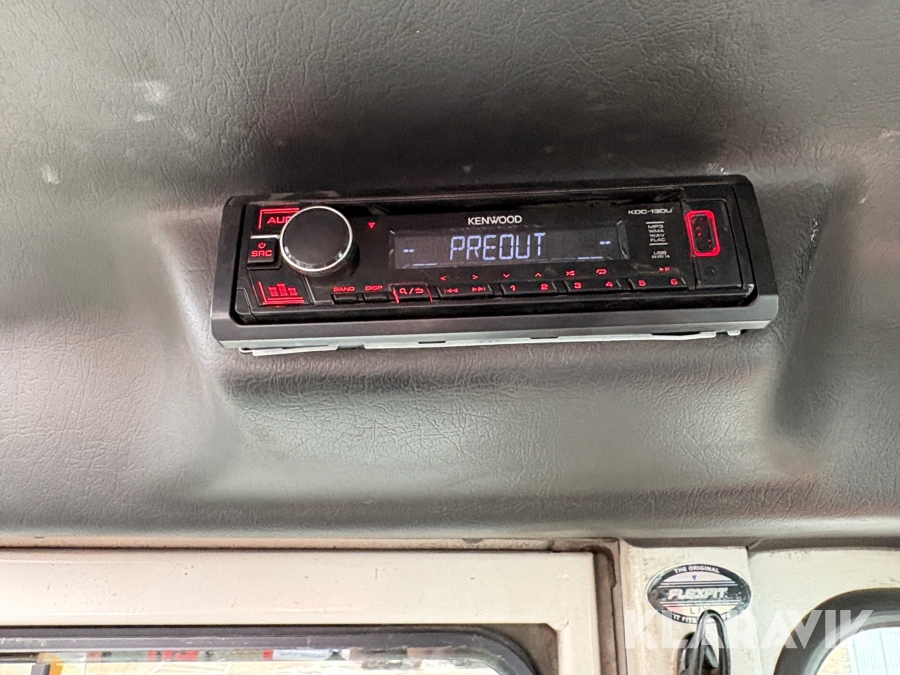 KENWOOD
KDC-130U
AUD
SRC
-- PREOUT --
MP3
WMA
WAV
FLAC
USB
BAND DISP
1 2 3 4 5 6
THE ORIGINAL
FLEXFIT
KLARAVIK